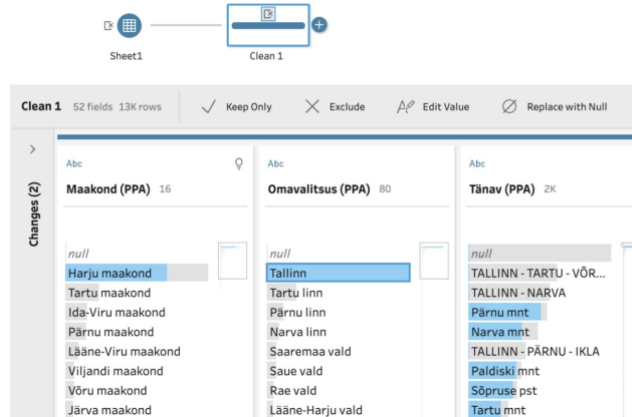 Sheet1
Clean 1
Clean 1 52 fields 13K rows Keep Only Exclude Edit Value Replace with Null
Changes (2)
Abc
Maakond (PPA) 16
null
Harju maakond
Tartu maakond
Ida-Viru maakond
Pärnu maakond
Lääne-Viru maakond
Viljandi maakond
Võru maakond
Järva maakond
Abc
Omavalitsus (PPA) 80
null
Tallinn
Tartu linn
Pärnu linn
Narva linn
Saaremaa vald
Saue vald
Rae vald
Lääne-Harju vald
Abc
Tänav (PPA) 2K
null
TALLINN - TARTU - VÕR...
TALLINN - NARVA
Pärnu mnt
Narva mnt
TALLINN - PÄRNU - IKLA
Paldiski mnt
Sõpruse pst
Tartu mnt